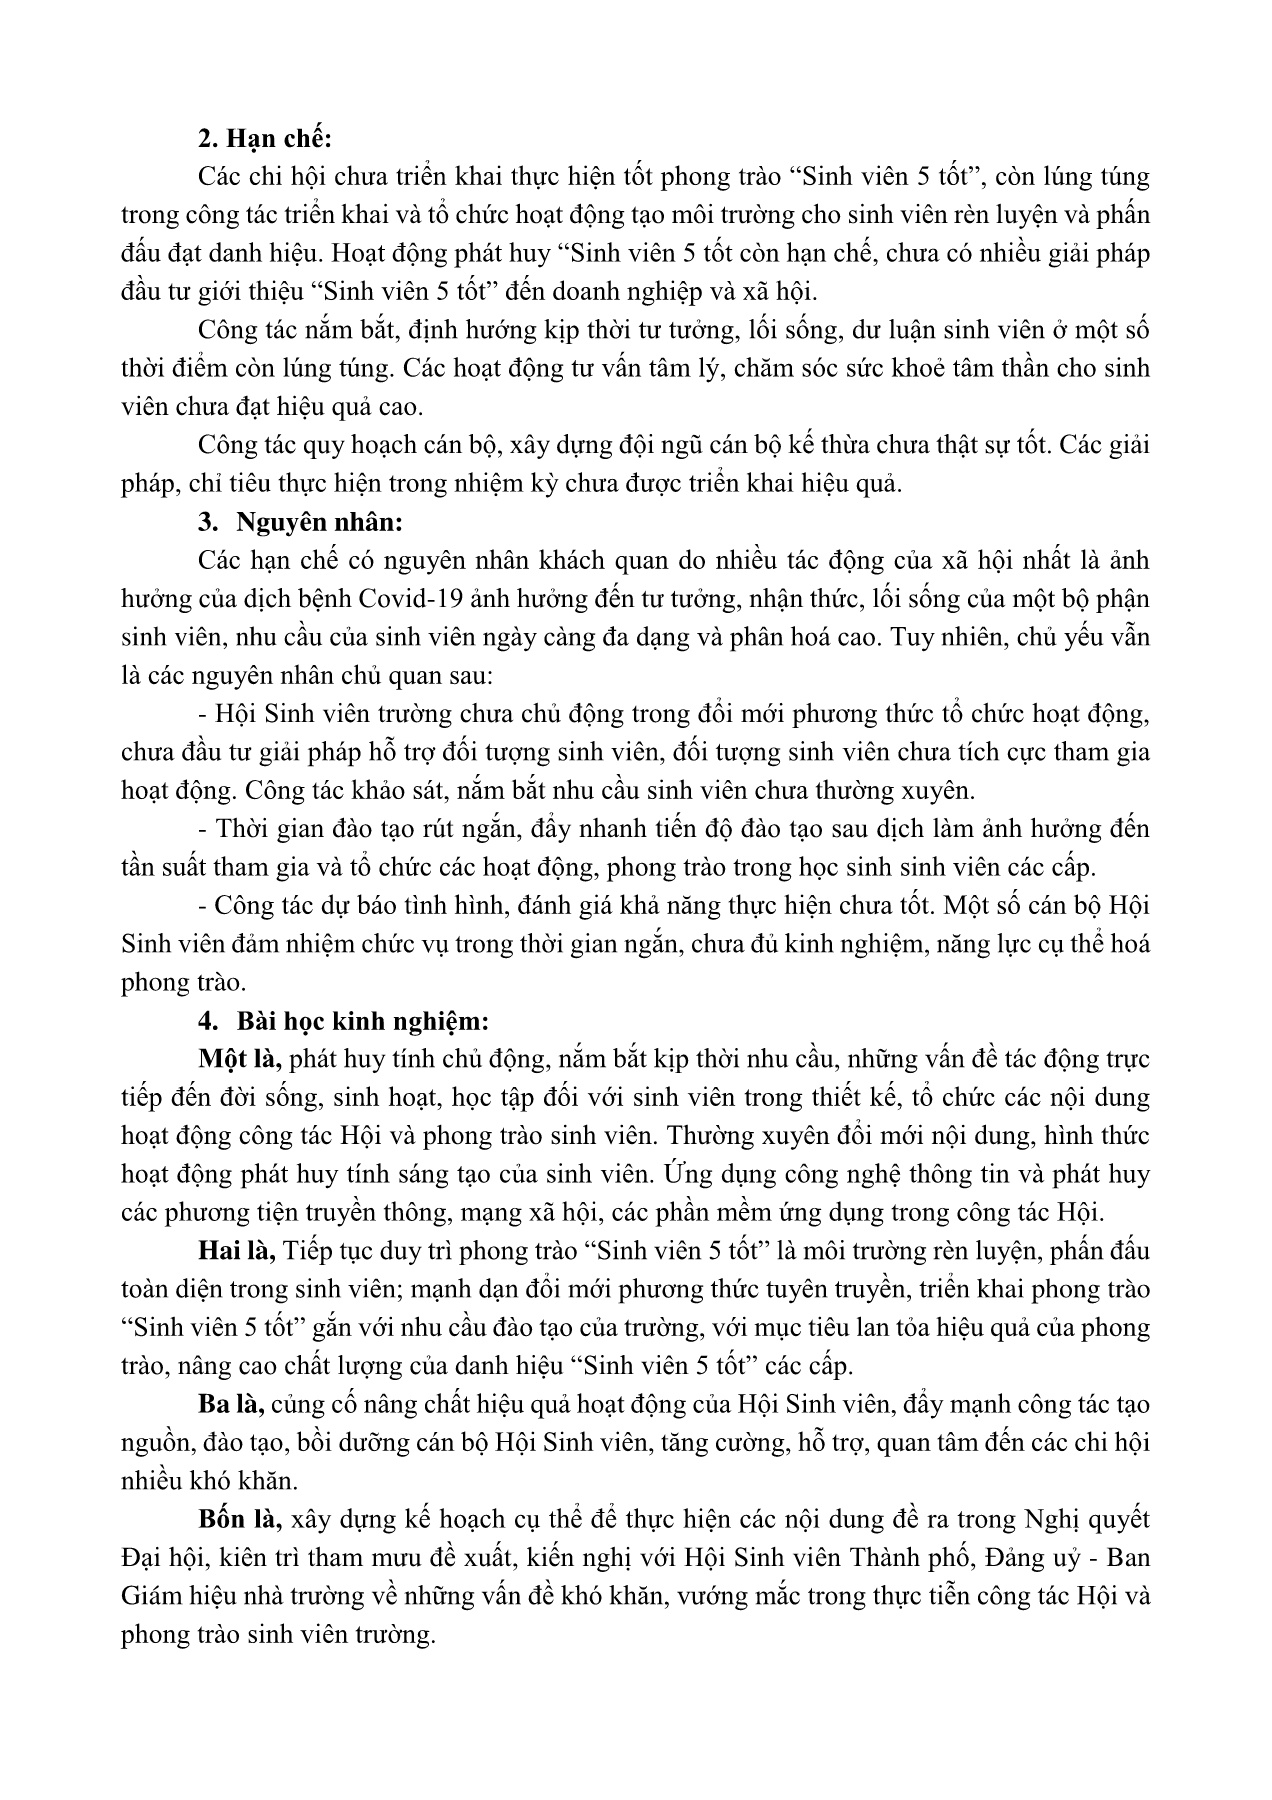 2. Hạn chế:
Các chi hội chưa triển khai thực hiện tốt phong trào “Sinh viên 5 tốt”, còn lúng túng
trong công tác triển khai và tổ chức hoạt động tạo môi trường cho sinh viên rèn luyện và phấn
đấu đạt danh hiệu. Hoạt động phát huy “Sinh viên 5 tốt còn hạn chế, chưa có nhiều giải pháp
đầu tư giới thiệu “Sinh viên 5 tốt” đến doanh nghiệp và xã hội.
Công tác nắm bắt, định hướng kịp thời tư tưởng, lối sống, dư luận sinh viên ở một số
thời điểm còn lúng túng. Các hoạt động tư vấn tâm lý, chăm sóc sức khoẻ tâm thần cho sinh
viên chưa đạt hiệu quả cao.
Công tác quy hoạch cán bộ, xây dựng đội ngũ cán bộ kế thừa chưa thật sự tốt. Các giải
pháp, chỉ tiêu thực hiện trong nhiệm kỳ chưa được triển khai hiệu quả.
3. Nguyên nhân:
Các hạn chế có nguyên nhân khách quan do nhiều tác động của xã hội nhất là ảnh
hưởng của dịch bệnh Covid-19 ảnh hưởng đến tư tưởng, nhận thức, lối sống của một bộ phận
sinh viên, nhu cầu của sinh viên ngày càng đa dạng và phân hoá cao. Tuy nhiên, chủ yếu vẫn
là các nguyên nhân chủ quan sau:
- Hội Sinh viên trường chưa chủ động trong đổi mới phương thức tổ chức hoạt động,
chưa đầu tư giải pháp hỗ trợ đối tượng sinh viên, đối tượng sinh viên chưa tích cực tham gia
hoạt động. Công tác khảo sát, nắm bắt nhu cầu sinh viên chưa thường xuyên.
- Thời gian đào tạo rút ngắn, đẩy nhanh tiến độ đào tạo sau dịch làm ảnh hưởng đến
tần suất tham gia và tổ chức các hoạt động, phong trào trong học sinh sinh viên các cấp.
- Công tác dự báo tình hình, đánh giá khả năng thực hiện chưa tốt. Một số cán bộ Hội
Sinh viên đảm nhiệm chức vụ trong thời gian ngắn, chưa đủ kinh nghiệm, năng lực cụ thể hoá
phong trào.
4. Bài học kinh nghiệm:
Một là, phát huy tính chủ động, nắm bắt kịp thời nhu cầu, những vấn đề tác động trực
tiếp đến đời sống, sinh hoạt, học tập đối với sinh viên trong thiết kế, tổ chức các nội dung
hoạt động công tác Hội và phong trào sinh viên. Thường xuyên đổi mới nội dung, hình thức
hoạt động phát huy tính sáng tạo của sinh viên. Ứng dụng công nghệ thông tin và phát huy
các phương tiện truyền thông, mạng xã hội, các phần mềm ứng dụng trong công tác Hội.
Hai là, Tiếp tục duy trì phong trào “Sinh viên 5 tốt” là môi trường rèn luyện, phấn đấu
toàn diện trong sinh viên; mạnh dạn đổi mới phương thức tuyên truyền, triển khai phong trào
“Sinh viên 5 tốt” gắn với nhu cầu đào tạo của trường, với mục tiêu lan tỏa hiệu quả của phong
trào, nâng cao chất lượng của danh hiệu “Sinh viên 5 tốt” các cấp.
Ba là, củng cố nâng chất hiệu quả hoạt động của Hội Sinh viên, đẩy mạnh công tác tạo
nguồn, đào tạo, bồi dưỡng cán bộ Hội Sinh viên, tăng cường, hỗ trợ, quan tâm đến các chi hội
nhiều khó khăn.
Bốn là, xây dựng kế hoạch cụ thể để thực hiện các nội dung đề ra trong Nghị quyết
Đại hội, kiên trì tham mưu đề xuất, kiến nghị với Hội Sinh viên Thành phố, Đảng uỷ - Ban
Giám hiệu nhà trường về những vấn đề khó khăn, vướng mắc trong thực tiễn công tác Hội và
phong trào sinh viên trường.